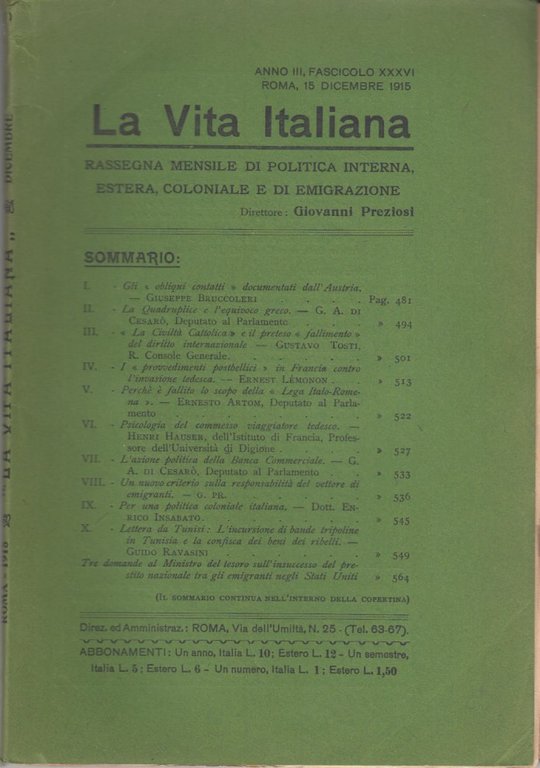 ANNO III, FASCICOLO XXXVI
ROMA, 15 DICEMBRE 1915
La Vita Italiana
RASSEGNA MENSILE DI POLITICA INTERNA,
ESTERA, COLONIALE E DI EMIGRAZIONE
Direttore: Giovanni Preziosi
SOMMARIO:
I. - Gli « obliqui contatti » documentati dall'Austria.
— GIUSEPPE BRUCCOLERI . . . . Pag. 481
II. - La Quadruplice e l'equivoco greco. — G. A. DI
CESARÒ, Deputato al Parlamento . . . » 494
III. - « La Civiltà Cattolica » e il preteso « fallimento »
del diritto internazionale — GUSTAVO TOSTI,
R. Console Generale. . . . . . » 501
IV. - I « provvedimenti postbellici » in Francia contro
l'invasione tedesca. — ERNEST LÉMONON . . » 513
V. - Perchè è fallito lo scopo della « Lega Italo-Rome-
na ». — ERNESTO ARTOM, Deputato al Parla-
mento . . . . . . . . » 522
VI. - Psicologia del commesso viaggiatore tedesco. —
HENRI HAUSER, dell'Istituto di Francia, Profes-
sore dell'Università di Digione . . . . » 527
VII. - L'azione politica della Banca Commerciale. — G.
A. DI CESARÒ, Deputato al Parlamento . . » 533
VIII. - Un nuovo criterio sulla responsabilità del vettore di
emigranti. — G. PR. . . . . . » 536
IX. - Per una politica coloniale italiana. — Dott. EN-
RICO INSABATO. . . . . . . » 545
X. - Lettera da Tunisi: L'incursione di bande tripoline
in Tunisia e la confisca dei beni dei ribelli. —
GUIDO RAVASINI . . . . . . » 549
Tre domande al Ministro del tesoro sull'insuccesso del pre-
stito nazionale tra gli emigranti negli Stati Uniti » 564
(IL SOMMARIO CONTINUA NELL'INTERNO DELLA COPERTINA)
Direz. ed Amministraz.: ROMA, Via dell'Umiltà, N. 25 - (Tel. 63-67).
ABBONAMENTI: Un anno, Italia L. 10; Estero L. 12 - Un semestre,
Italia L. 5; Estero L. 6 - Un numero, Italia L. 1; Estero L. 1,50
ROMA - 1915 "LA VITA ITALIANA" DICEMBRE